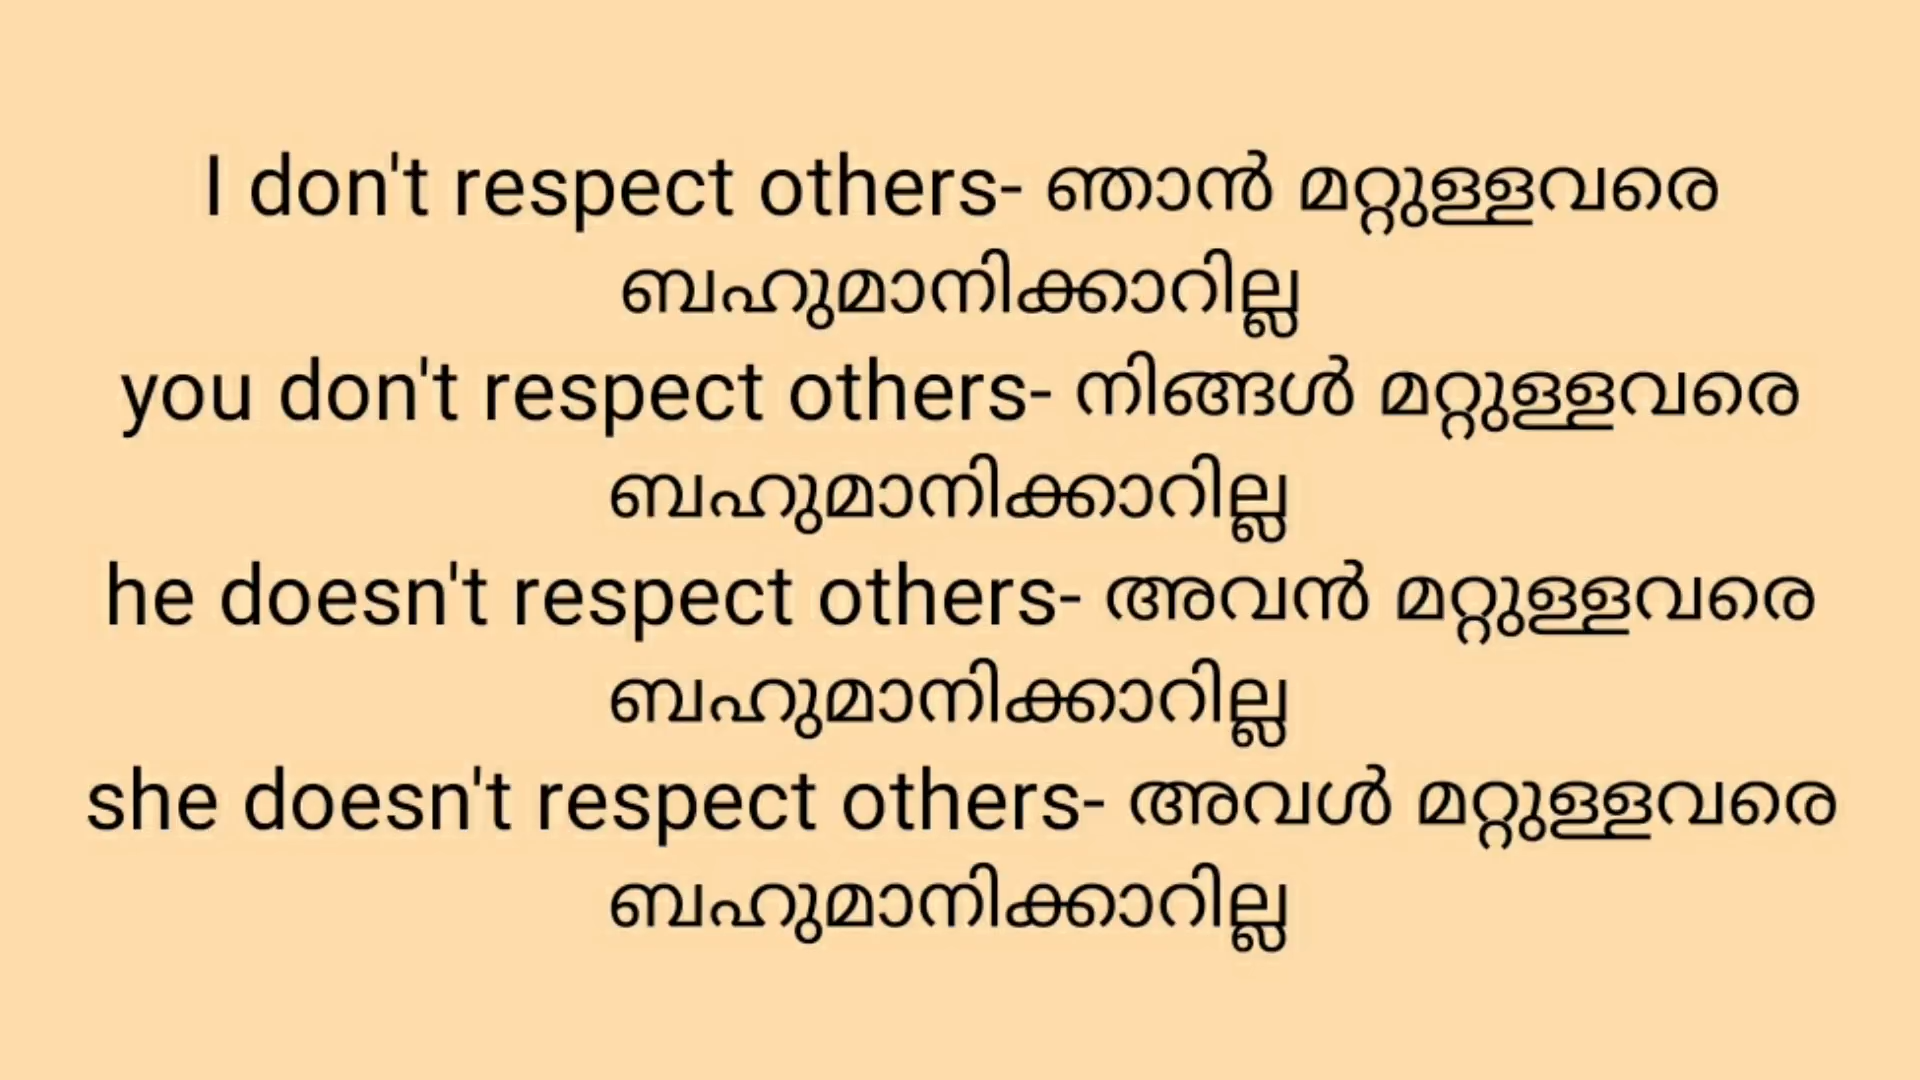 I don't respect others- ഞാൻ മറ്റുള്ളവരെ
ബഹുമാനിക്കാറില്ല
you don't respect others- നിങ്ങൾ മറ്റുള്ളവരെ
ബഹുമാനിക്കാറില്ല
he doesn't respect others- അവൻ മറ്റുള്ളവരെ
ബഹുമാനിക്കാറില്ല
she doesn't respect others- അവൾ മറ്റുള്ളവരെ
ബഹുമാനിക്കാറില്ല